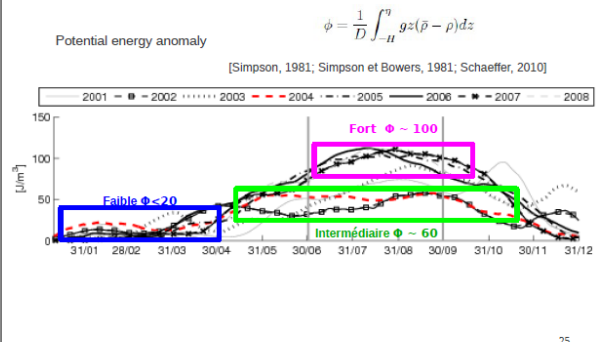 Potential energy anomaly
ϕ = 1/D ∫_{-H}^{η} gz(ρ̄ − ρ)dz
[Simpson, 1981; Simpson et Bowers, 1981; Schaeffer, 2010]
2001 2002 2003 2004 2005 2006 2007 2008
150
Fort Φ ~ 100
100
[J/m³]
Faible Φ<20
50
Intermédiaire Φ ~ 60
0
31/01 28/02 31/03 30/04 31/05 30/06 31/07 31/08 30/09 31/10 30/11 31/12
25